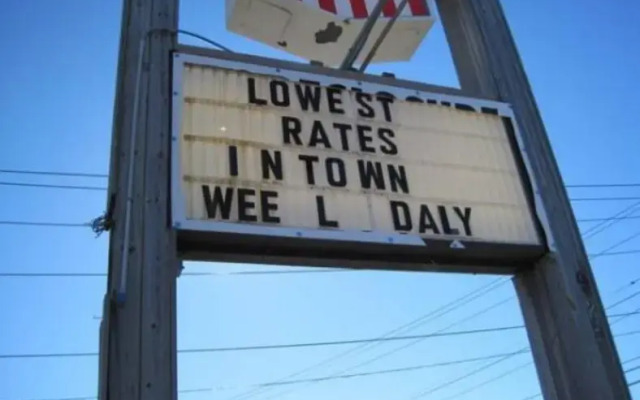 LOWEST
RATES
IN TOWN
WEE L DALY